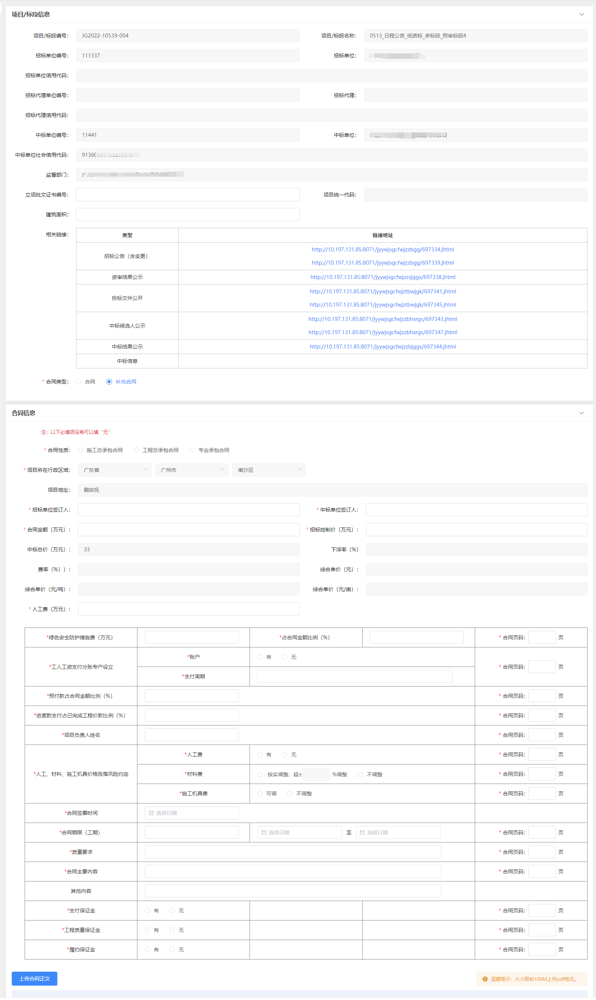 项目/标段信息
项目/标段编号： JG2022-10539-004 项目/标段名称： 0513_日程公告_纸质标_多标段_预审标段4
招标单位编号： 111337 招标单位：
招标单位信用代码：
招标代理单位编号： 招标代理：
招标代理信用代码：
中标单位编号： 11441 中标单位：
中标单位社会信用代码： 9136
监督部门：
立项批文证书编号： 项目统一代码：
建筑面积：
相关链接： 类型 链接地址
招标公告（含变更） http://10.197.131.85:8071/jyywjsgcfwjzzbgg/697334.jhtml
http://10.197.131.85:8071/jyywjsgcfwjzzbgg/697339.jhtml
资审结果公示 http://10.197.131.85:8071/jyywjsgcfwjzzsjggs/697338.jhtml
投标文件公开 http://10.197.131.85:8071/jyywjsgcfwjztbwjgk/697341.jhtml
http://10.197.131.85:8071/jyywjsgcfwjztbwjgk/697345.jhtml
中标候选人公示 http://10.197.131.85:8071/jyywjsgcfwjzzbhxrgs/697343.jhtml
http://10.197.131.85:8071/jyywjsgcfwjzzbhxrgs/697347.jhtml
中标结果公示 http://10.197.131.85:8071/jyywjsgcfwjzzbjggs/697344.jhtml
中标信息
* 合同类型： 合同 补充合同
合同信息
注：以下必填项没有可以填“无”
* 合同性质： 施工总承包合同 工程总承包合同 专业承包合同
* 项目所在行政区域： 广东省 广州市 南沙区
项目地址： 侧安抚
* 招标单位签订人： * 中标单位签订人：
* 合同金额（万元）： * 招标控制价（万元）：
中标总价（万元）： 33 下浮率（%）
费率（%））： 综合单价（元）：
综合单价（元/吨）： 综合单价（元/亩）：
* 人工费（万元）：
*绿色安全防护措施费（万元） *占合同金额比例（%） * 合同页码： 页
*工人工资支付分账专户设立 *账户 有 无 * 合同页码： 页
*支付周期
*预付款占合同金额比例（%） * 合同页码： 页
*进度款支付占已完成工程价款比例（%） * 合同页码： 页
*项目负责人姓名 * 合同页码： 页
*人工、材料、施工机具价格涨落风险约定 *人工费 有 无 * 合同页码： 页
*材料费 按实调整，超± %调整 不调整 * 合同页码： 页
*施工机具费 可调 不调整 * 合同页码： 页
*合同签署时间 选择日期
*合同期限（工期） 选择日期 至 选择日期 * 合同页码： 页
*质量要求 * 合同页码： 页
*合同主要内容 * 合同页码： 页
其他内容
*支付保证金 有 无 * 合同页码： 页
*工程质量保证金 有 无 * 合同页码： 页
*履约保证金 有 无 * 合同页码： 页
上传合同正文 温馨提示：大小限制100M上传pdf格式。